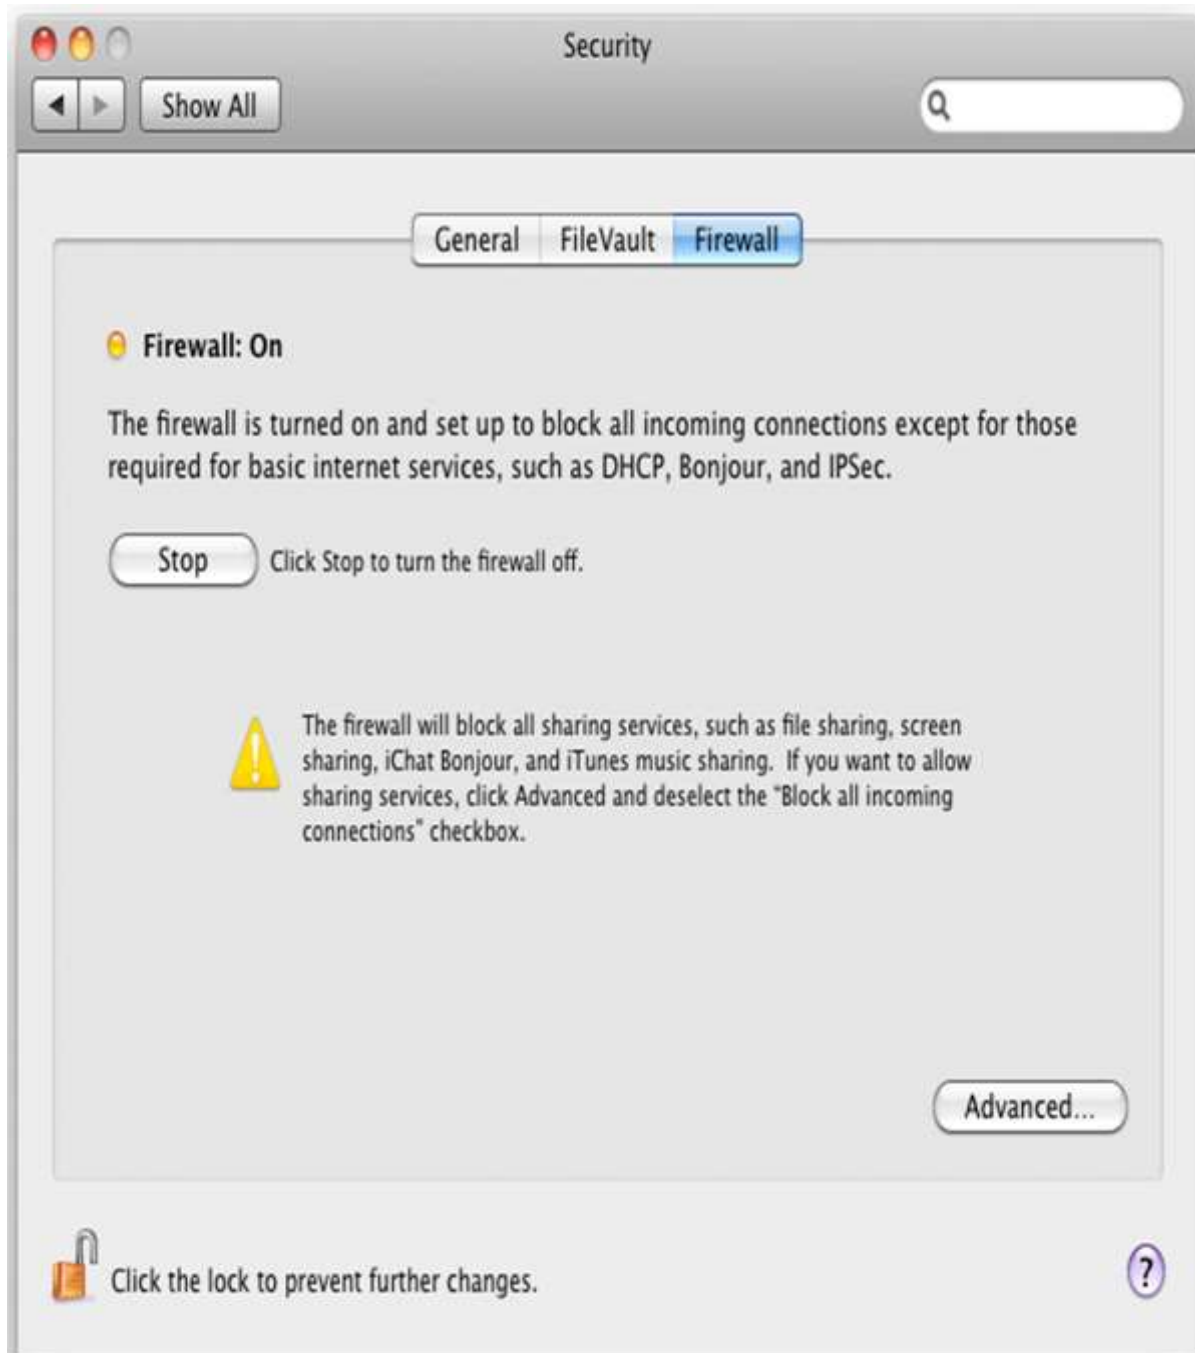 Security
Show All
General FileVault Firewall
Firewall: On
The firewall is turned on and set up to block all incoming connections except for those
required for basic internet services, such as DHCP, Bonjour, and IPSec.
Stop Click Stop to turn the firewall off.
The firewall will block all sharing services, such as file sharing, screen
sharing, iChat Bonjour, and iTunes music sharing. If you want to allow
sharing services, click Advanced and deselect the "Block all incoming
connections" checkbox.
Advanced...
Click the lock to prevent further changes.
?